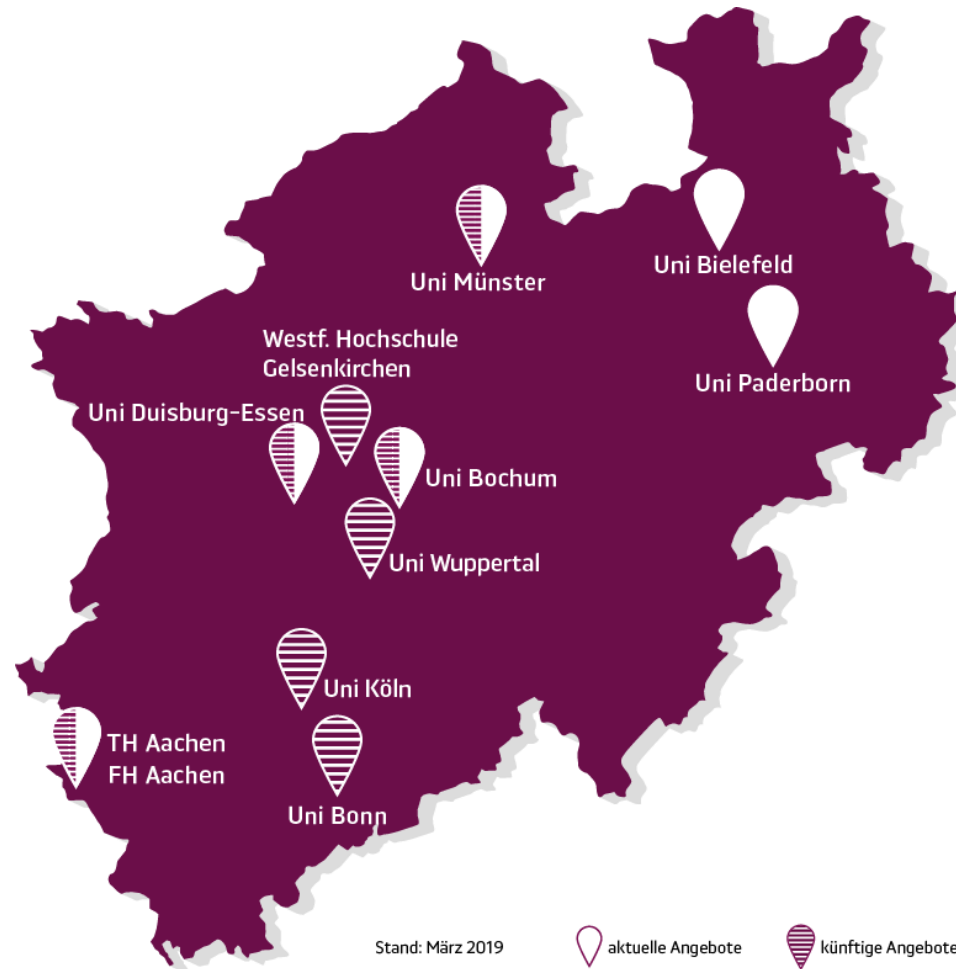 Uni Münster
Uni Bielefeld
Westf. Hochschule
Gelsenkirchen
Uni Paderborn
Uni Duisburg-Essen
Uni Bochum
Uni Wuppertal
Uni Köln
TH Aachen
FH Aachen
Uni Bonn
Stand: März 2019
aktuelle Angebote
künftige Angebote